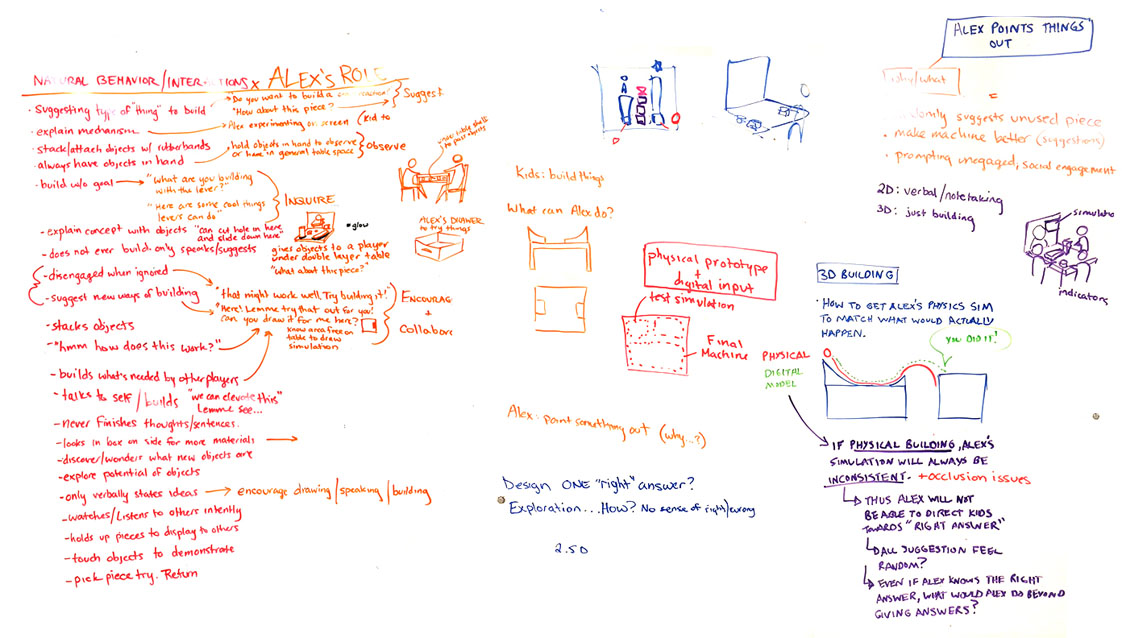 NATURAL BEHAVIOR/INTERACTIONS x ALEX'S ROLE
- Suggesting type of "thing" to build
- explain mechanism
- stack/attach objects w/ rubberbands
- always have objects in hand
- build w/o goal
- explain concept with objects "can cut hole in here and slide down here"
- does not ever build, only speaks/suggests
- disengaged when ignored
- suggest new ways of building
- stacks objects
- "hmm how does this work?"
- builds what's needed by other players
- talks to self/builds "we can elevate this"
Lemme see...
- never finishes thoughts/sentences.
- looks in box on side for more materials
- discover/wonders what new objects are
- explore potential of objects
- only verbally states ideas → encourage drawing/speaking/building
- watches/Listens to others intently
- holds up pieces to display to others
- touch objects to demonstrate
- pick piece, try. Return
"Do you want to build a
"How about this piece?
Suggest
Alex experimenting on screen (kid to
hold objects in hand to observe
or have in general table space
OBSERVE
"What are you building
with the lever?"
"Here are some cool things
levers can do"
INQUIRE
= glow
gives objects to a player
under double layer table
"what about this piece?"
"that might work well. Try building it!"
"Here! Lemme try that out for you!
can you draw it for me here?
know area free on
table to draw
simulation
ENCOURAGE
+
Collaborate
under table shelf
to pass objects
ALEX'S DRAWER
to try things
Kids: build things
What can Alex do?
Alex: point something out (why...?)
Design ONE "right" answer?
Exploration... How? No sense of right/wrong
2.5D
physical prototype
+
digital input
test simulation
Final
Machine
PHYSICAL
DIGITAL
MODEL
ALEX POINTS THINGS
OUT
why/what
=
randomly suggests unused piece
• make machine better (suggestions)
• prompting unegaged, social engagement
2D: verbal/notetaking
3D: just building
simulatio
indicators
3D BUILDING
HOW TO GET ALEX'S PHYSICS SIM
TO MATCH WHAT WOULD ACTUALLY
HAPPEN.
YOU DID IT!
IF PHYSICAL BUILDING, ALEX'S
SIMULATION WILL ALWAYS BE
INCONSISTENT. + occlusion issues
THUS ALEX WILL NOT
BE ABLE TO DIRECT KIDS
TOWARDS "RIGHT ANSWER"
ALL SUGGESTION FEEL
RANDOM?
EVEN IF ALEX KNOWS THE RIGHT
ANSWER, WHAT WOULD ALEX DO BEYOND
GIVING ANSWERS?